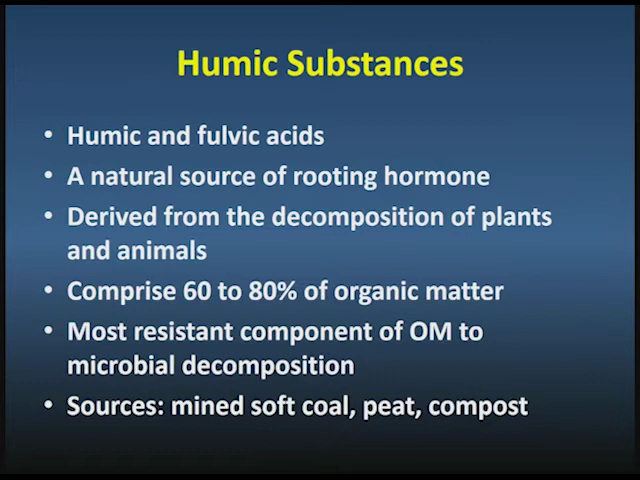 Humic Substances
• Humic and fulvic acids
• A natural source of rooting hormone
• Derived from the decomposition of plants
and animals
• Comprise 60 to 80% of organic matter
• Most resistant component of OM to
microbial decomposition
• Sources: mined soft coal, peat, compost